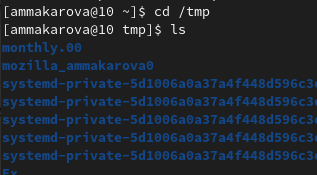 [ammakarova@10 ~]$ cd /tmp
[ammakarova@10 tmp]$ ls
monthly.00
mozilla_ammakarova0
systemd-private-5d1006a0a37a4f448d596c3
systemd-private-5d1006a0a37a4f448d596c3
systemd-private-5d1006a0a37a4f448d596c3
systemd-private-5d1006a0a37a4f448d596c3
systemd-private-5d1006a0a37a4f448d596c3